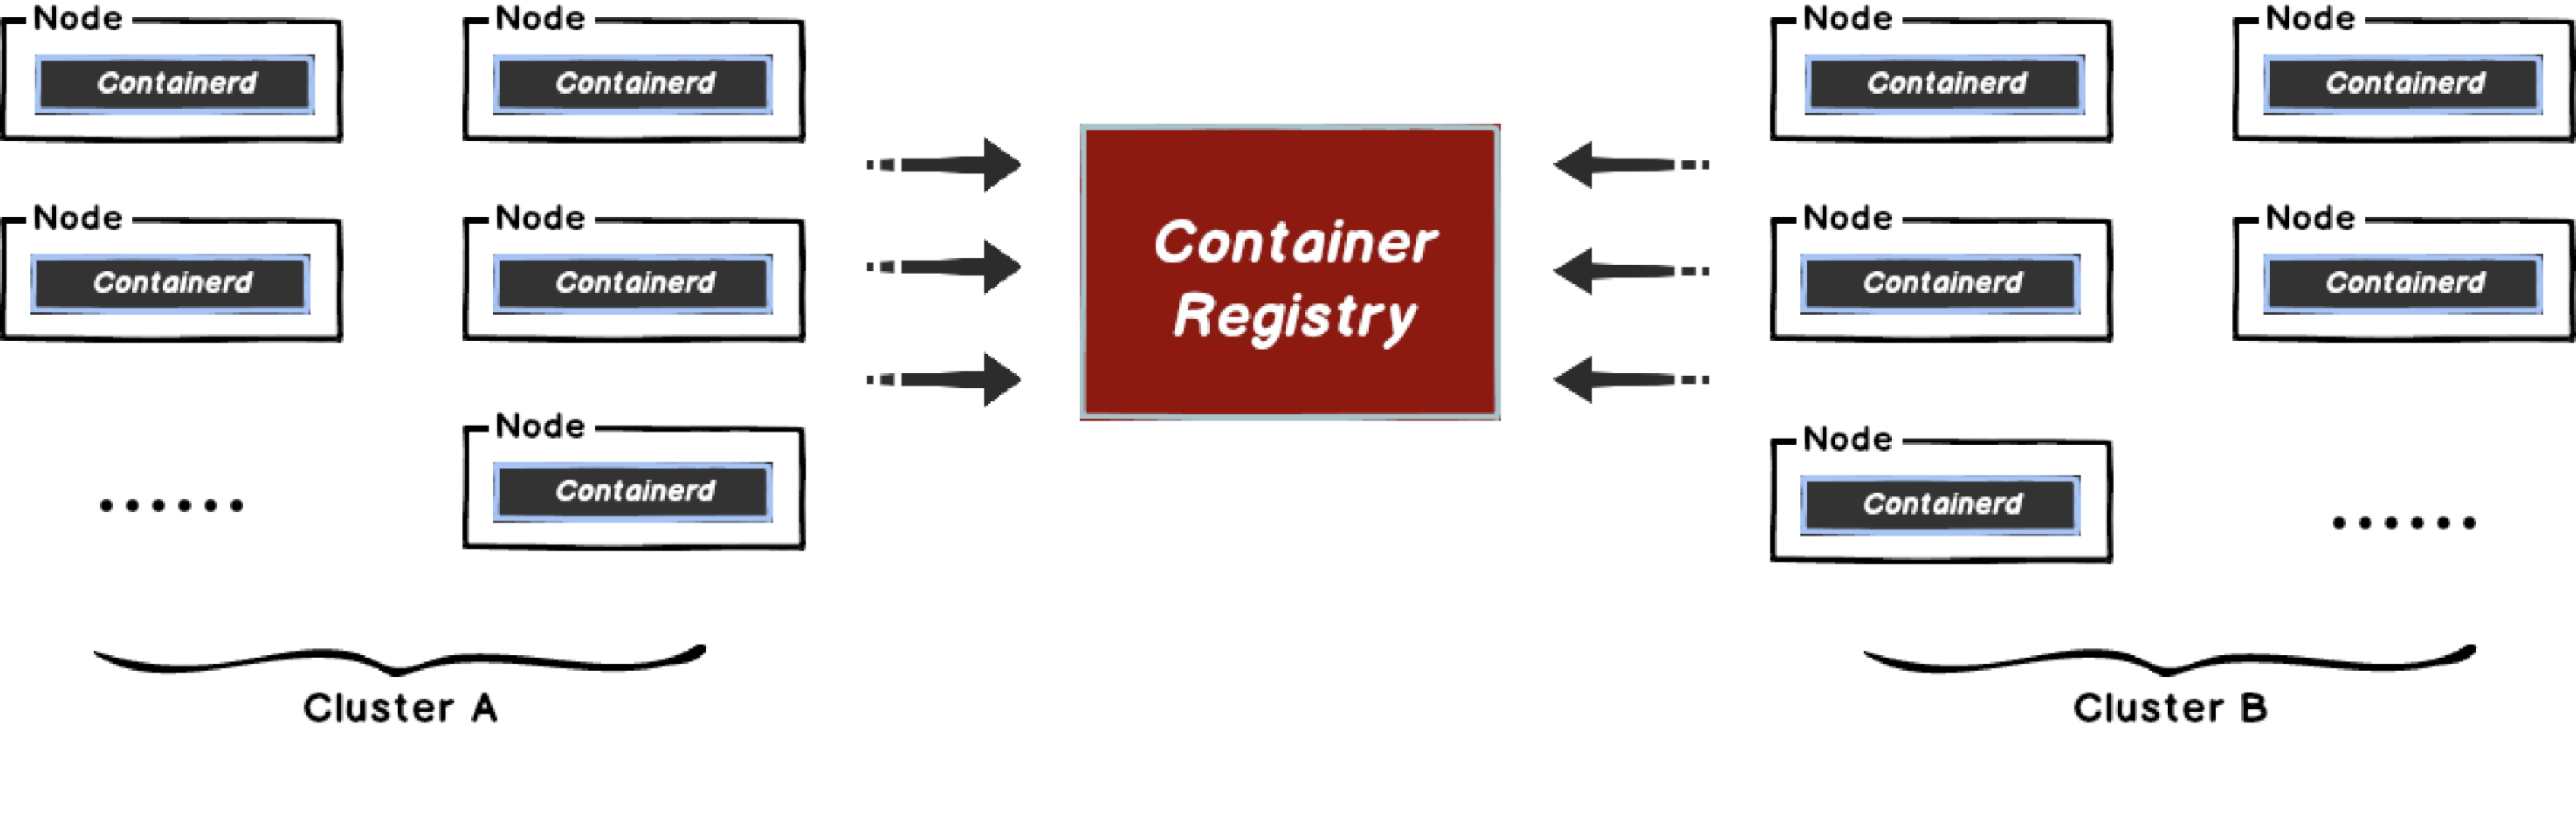 Node
Containerd
Node
Containerd
Node
Containerd
Node
Containerd
Node
Containerd
......
Cluster A
Container
Registry
Node
Containerd
Node
Containerd
Node
Containerd
Node
Containerd
Node
Containerd
......
Cluster B